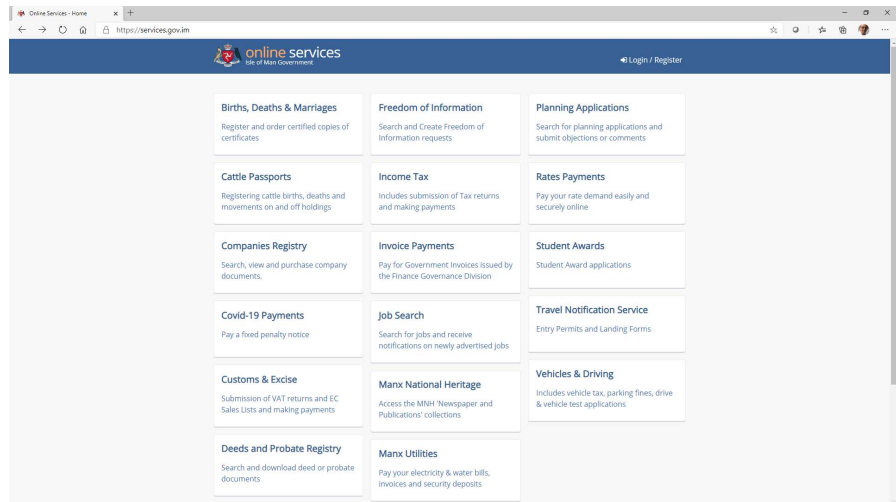 Online Services - Home
https://services.gov.im
online services
Isle of Man Government
Login / Register
Births, Deaths & Marriages
Register and order certified copies of
certificates
Cattle Passports
Registering cattle births, deaths and
movements on and off holdings
Companies Registry
Search, view and purchase company
documents.
Covid-19 Payments
Pay a fixed penalty notice
Customs & Excise
Submission of VAT returns and EC
Sales Lists and making payments
Deeds and Probate Registry
Search and download deed or probate
documents
Freedom of Information
Search and Create Freedom of
Information requests
Income Tax
Includes submission of Tax returns
and making payments
Invoice Payments
Pay for Government Invoices issued by
the Finance Governance Division
Job Search
Search for jobs and receive
notifications on newly advertised jobs
Manx National Heritage
Access the MNH 'Newspaper and
Publications' collections
Manx Utilities
Pay your electricity & water bills,
invoices and security deposits
Planning Applications
Search for planning applications and
submit objections or comments
Rates Payments
Pay your rate demand easily and
securely online
Student Awards
Student Award applications
Travel Notification Service
Entry Permits and Landing Forms
Vehicles & Driving
Includes vehicle tax, parking fines, drive
& vehicle test applications